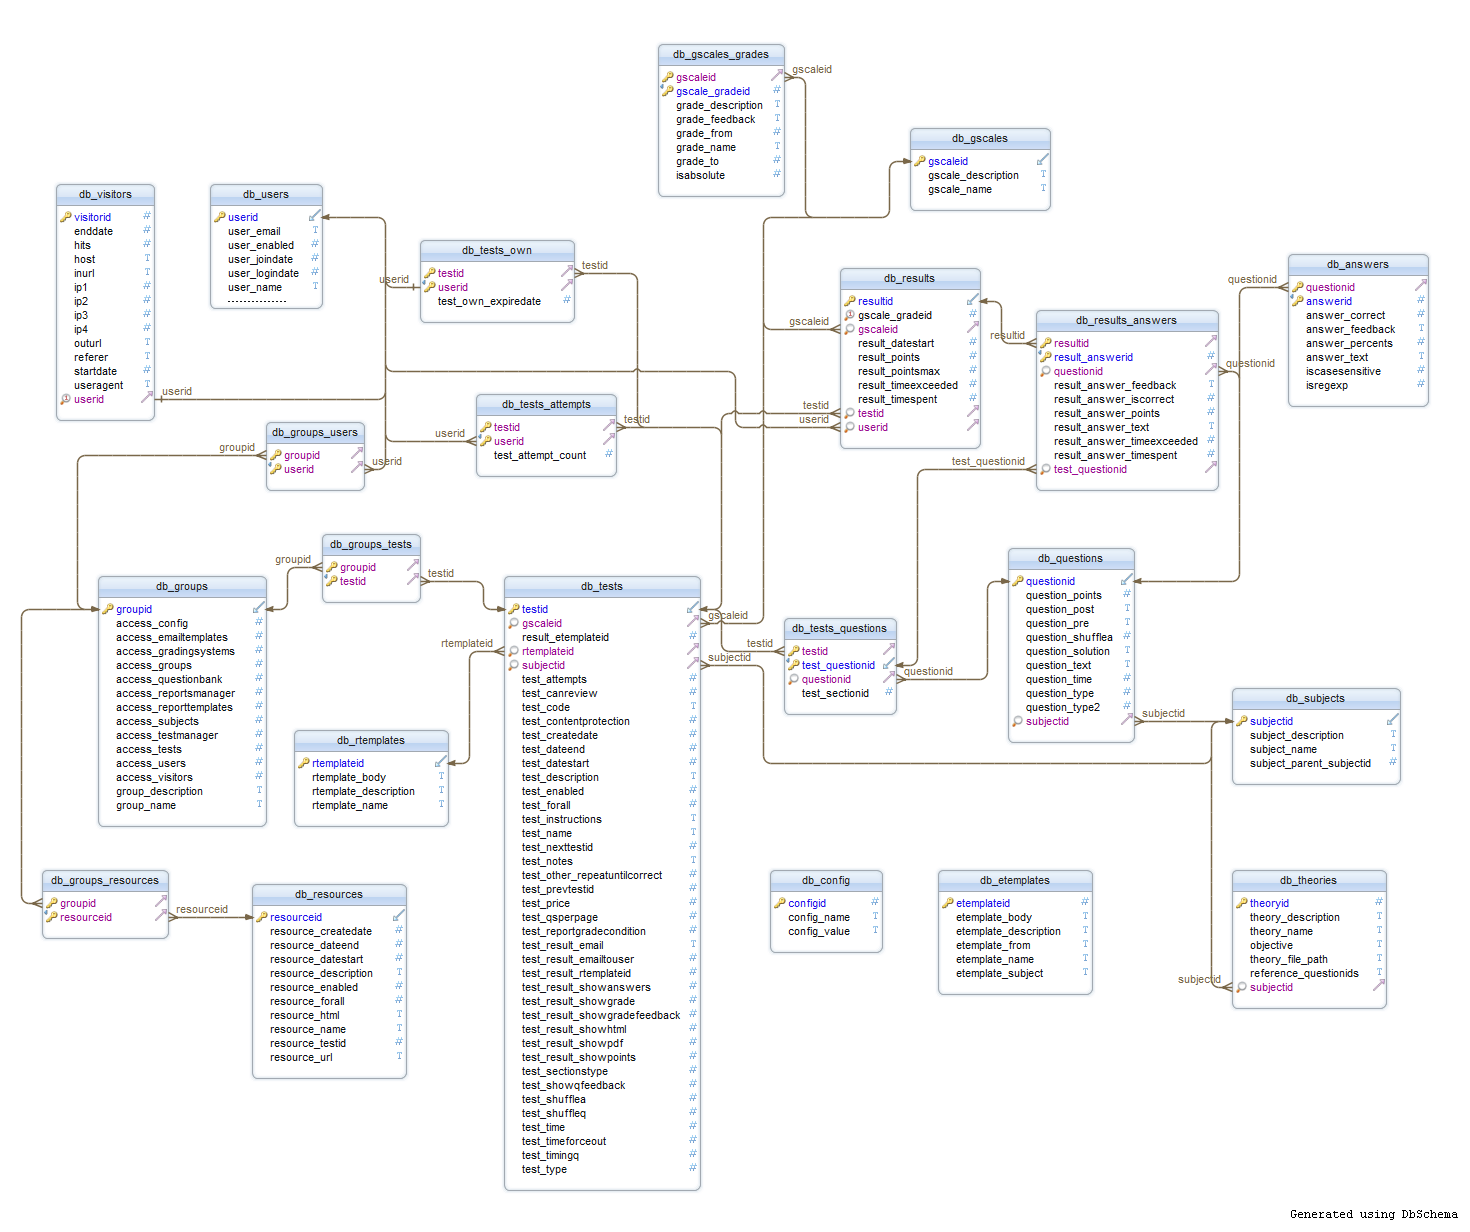 db_gscales_grades
gscaleid
gscale_gradeid #
grade_description T
grade_feedback T
grade_from #
grade_name T
grade_to #
isabsolute #
gscaleid
db_gscales
gscaleid
gscale_description T
gscale_name T
db_visitors
visitorid #
enddate #
hits #
host T
inurl T
ip1 #
ip2 #
ip3 #
ip4 #
outurl T
referer T
startdate #
useragent T
userid
userid
db_users
userid
user_email T
user_enabled #
user_joindate #
user_logindate #
user_name T
---------------
db_tests_own
testid
userid
test_own_expiredate #
testid
userid
db_results
resultid
gscale_gradeid #
gscaleid
result_datestart #
result_points #
result_pointsmax #
result_timeexceeded #
result_timespent #
testid
userid
gscaleid
testid
userid
resultid
db_results_answers
resultid
result_answerid #
questionid
result_answer_feedback T
result_answer_iscorrect #
result_answer_points #
result_answer_text T
result_answer_timeexceeded #
result_answer_timespent #
test_questionid
questionid
questionid
test_questionid
db_answers
questionid
answerid #
answer_correct #
answer_feedback T
answer_percents #
answer_text T
iscasesensitive #
isregexp #
db_tests_attempts
testid
userid
test_attempt_count #
testid
userid
db_groups_users
groupid
userid
groupid
userid
db_groups_tests
groupid
testid
groupid
testid
db_groups
groupid
access_config #
access_emailtemplates #
access_gradingsystems #
access_groups #
access_questionbank #
access_reportsmanager #
access_reporttemplates #
access_subjects #
access_testmanager #
access_tests #
access_users #
access_visitors #
group_description T
group_name T
db_tests
testid
gscaleid
result_etemplateid #
rtemplateid
subjectid
test_attempts #
test_canreview #
test_code T
test_contentprotection #
test_createdate #
test_dateend #
test_datestart #
test_description T
test_enabled #
test_forall #
test_instructions T
test_name T
test_nexttestid #
test_notes T
test_other_repeatuntilcorrect #
test_prevtestid #
test_price #
test_qsperpage #
test_reportgradecondition #
test_result_email T
test_result_emailtouser #
test_result_rtemplateid #
test_result_showanswers #
test_result_showgrade #
test_result_showgradefeedback #
test_result_showhtml #
test_result_showpdf #
test_result_showpoints #
test_sectionstype #
test_showqfeedback #
test_shufflea #
test_shuffleq #
test_time #
test_timeforceout #
test_timingq #
test_type #
rtemplateid
gscaleid
subjectid
testid
db_tests_questions
testid
test_questionid
questionid
test_sectionid #
questionid
db_questions
questionid
question_points #
question_post T
question_pre T
question_shufflea #
question_solution T
question_text T
question_time #
question_type #
question_type2 #
subjectid
subjectid
db_subjects
subjectid
subject_description T
subject_name T
subject_parent_subjectid #
db_rtemplates
rtemplateid
rtemplate_body T
rtemplate_description T
rtemplate_name T
db_groups_resources
groupid
resourceid
resourceid
db_resources
resourceid
resource_createdate #
resource_dateend #
resource_datestart #
resource_description T
resource_enabled #
resource_forall #
resource_html T
resource_name T
resource_testid #
resource_url T
db_config
configid #
config_name T
config_value T
db_etemplates
etemplateid #
etemplate_body T
etemplate_description T
etemplate_from T
etemplate_name T
etemplate_subject T
db_theories
theoryid #
theory_description T
theory_name T
objective T
theory_file_path T
reference_questionids T
subjectid
subjectid
Generated using DbSchema